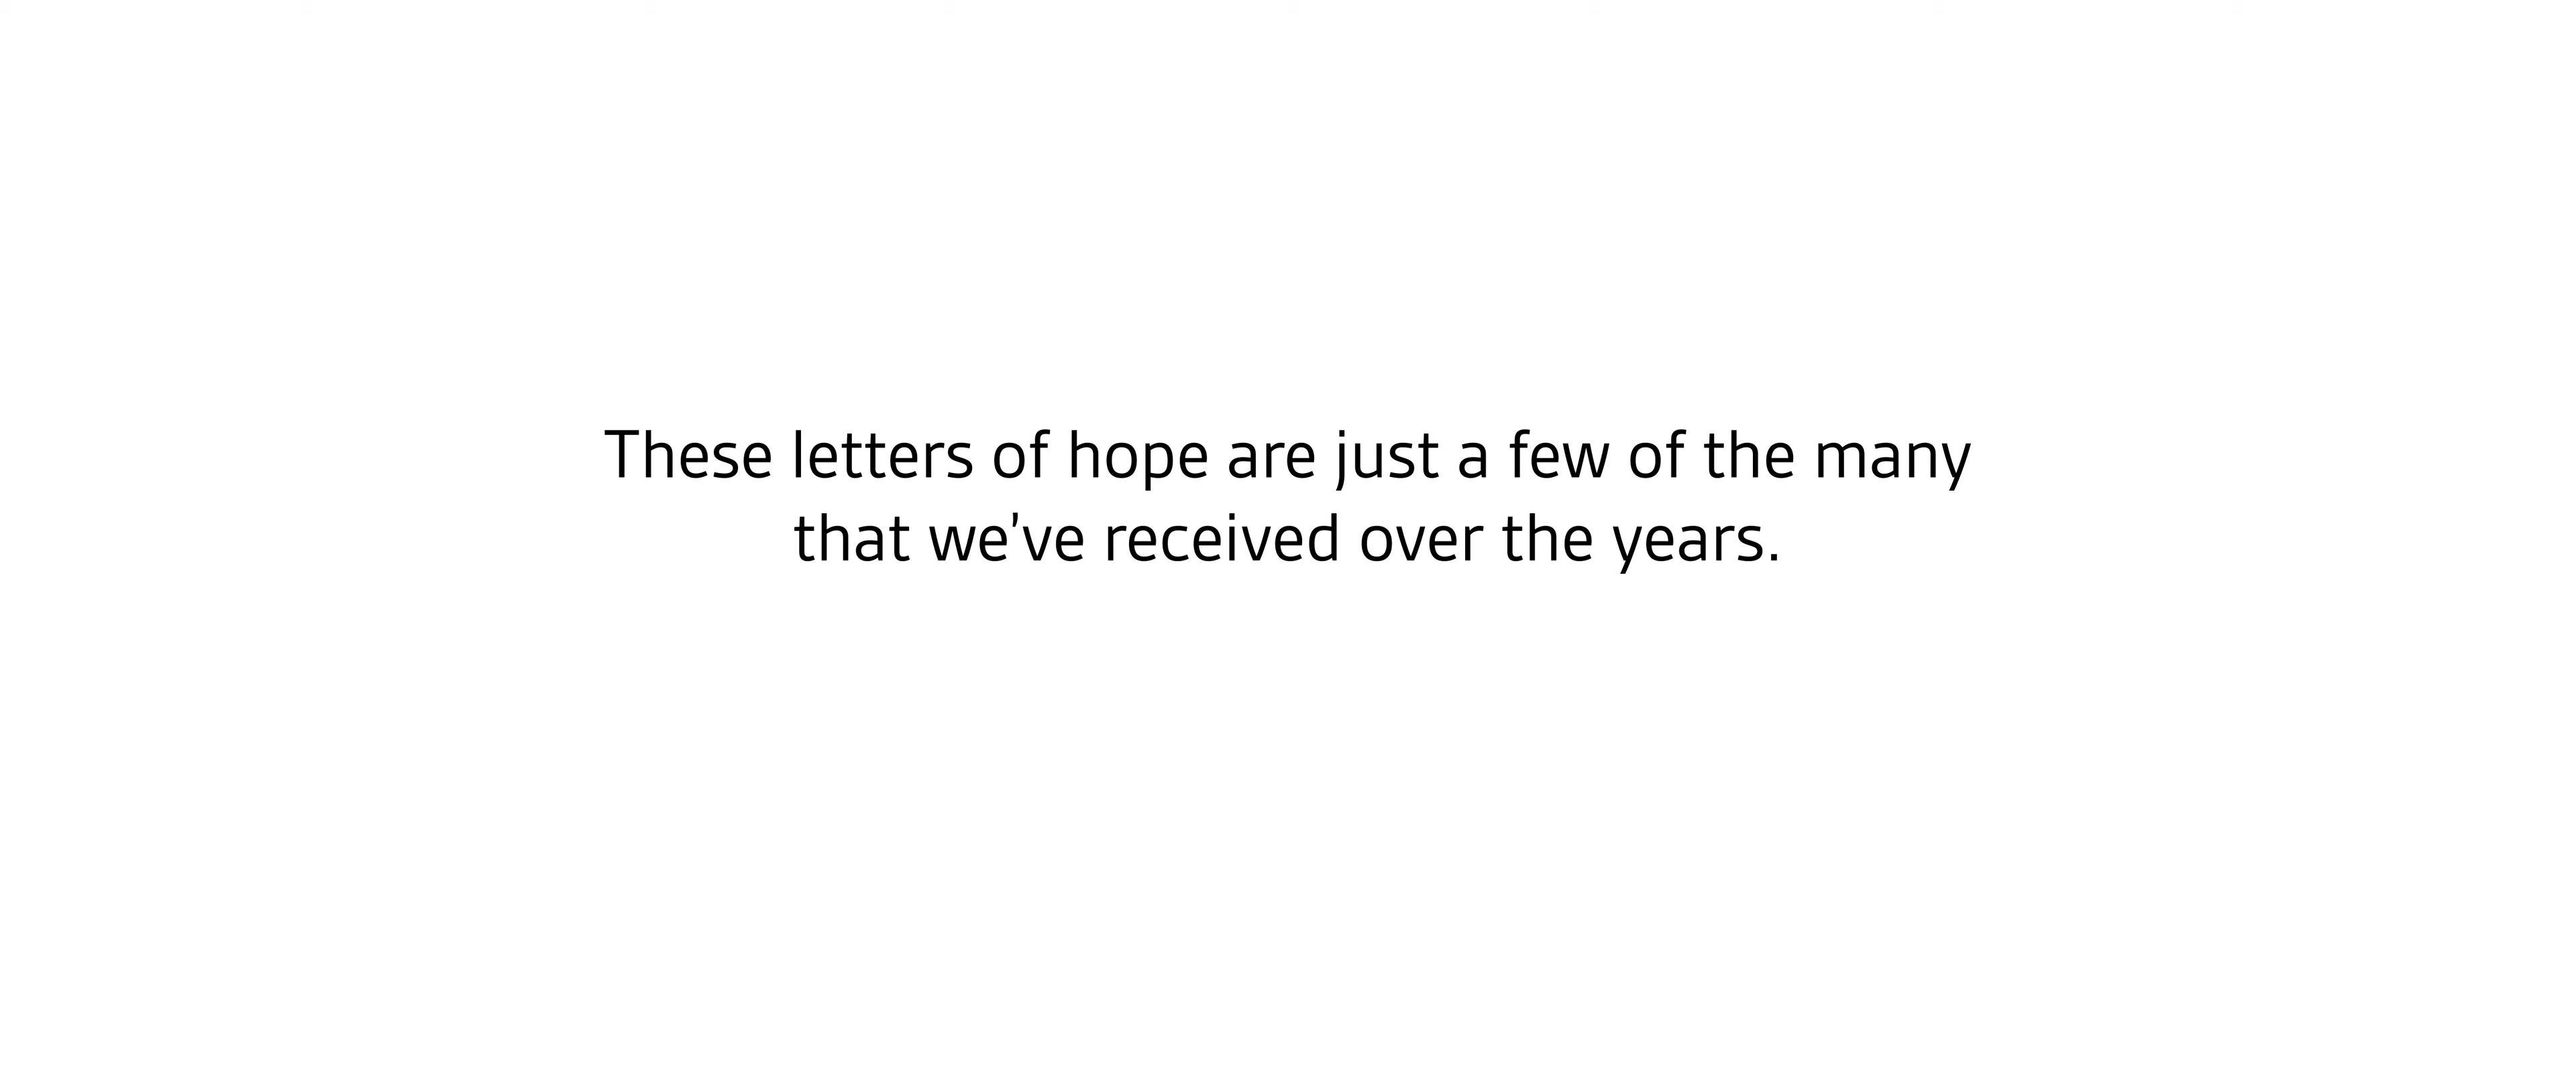 These letters of hope are just a few of the many
that we've received over the years.